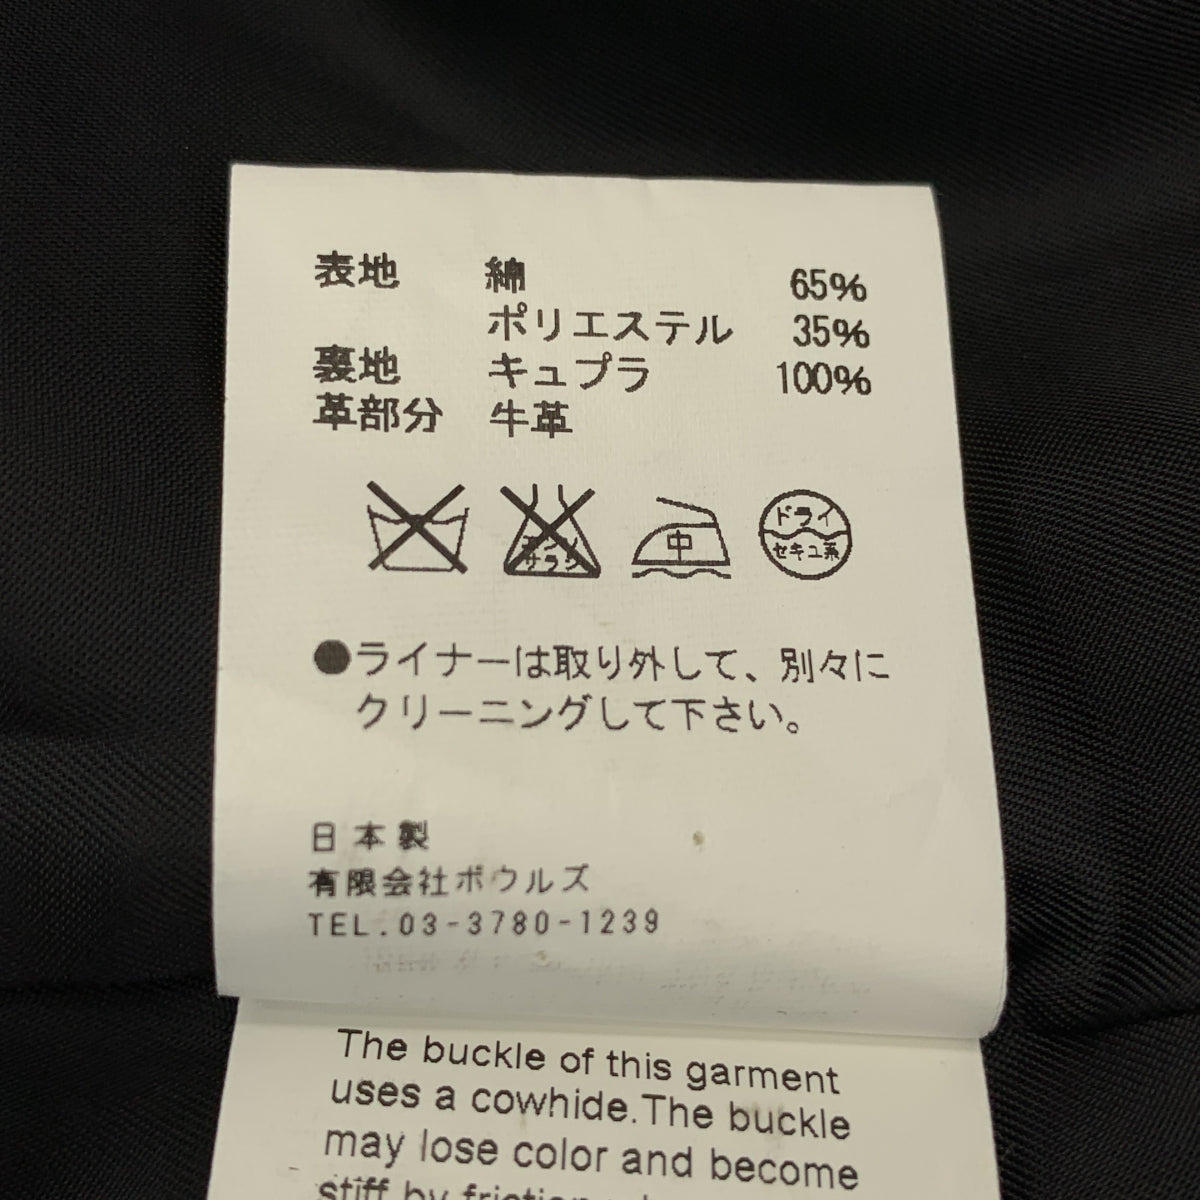 表地 綿 65%
ポリエステル 35%
裏地 キュプラ 100%
革部分 牛革
中
ドライ
セキユ系
●ライナーは取り外して、別々に
クリーニングして下さい。
日本製
有限会社ボウルズ
TEL.03-3780-1239
The buckle of this garment
uses a cowhide.The buckle
may lose color and become
stiff by